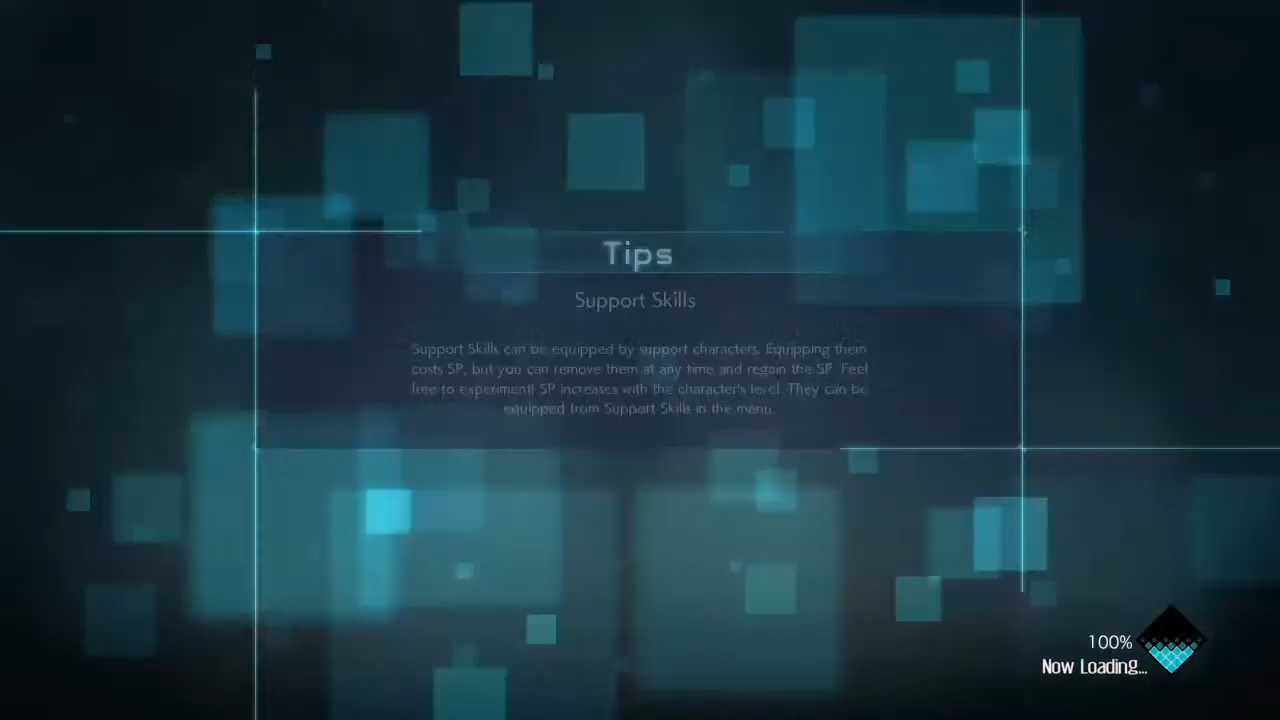 Tips
Support Skills
Support Skills can be equipped by support characters. Equipping them
costs SP, but you can remove them at any time and regain the SP. Feel
free to experiment! SP increases with the character's level. They can be
equipped from Support Skills in the menu.
100%
Now Loading...